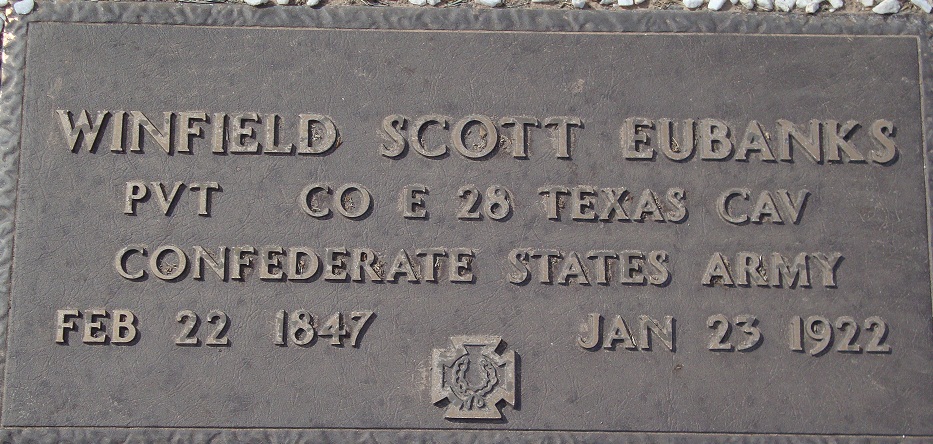 WINFIELD SCOTT EUBANKS
PVT CO E 28 TEXAS CAV
CONFEDERATE STATES ARMY
FEB 22 1847 JAN 23 1922